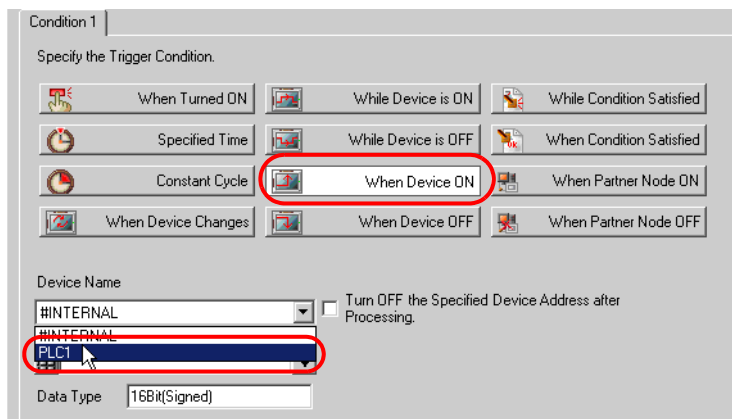 Condition 1
Specify the Trigger Condition.
When Turned ON
While Device is ON
While Condition Satisfied
Specified Time
While Device is OFF
When Condition Satisfied
Constant Cycle
When Device ON
When Partner Node ON
When Device Changes
When Device OFF
When Partner Node OFF
Device Name
#INTERNAL
Turn OFF the Specified Device Address after
Processing.
#INTERNAL
PLC1
Data Type
16Bit(Signed)